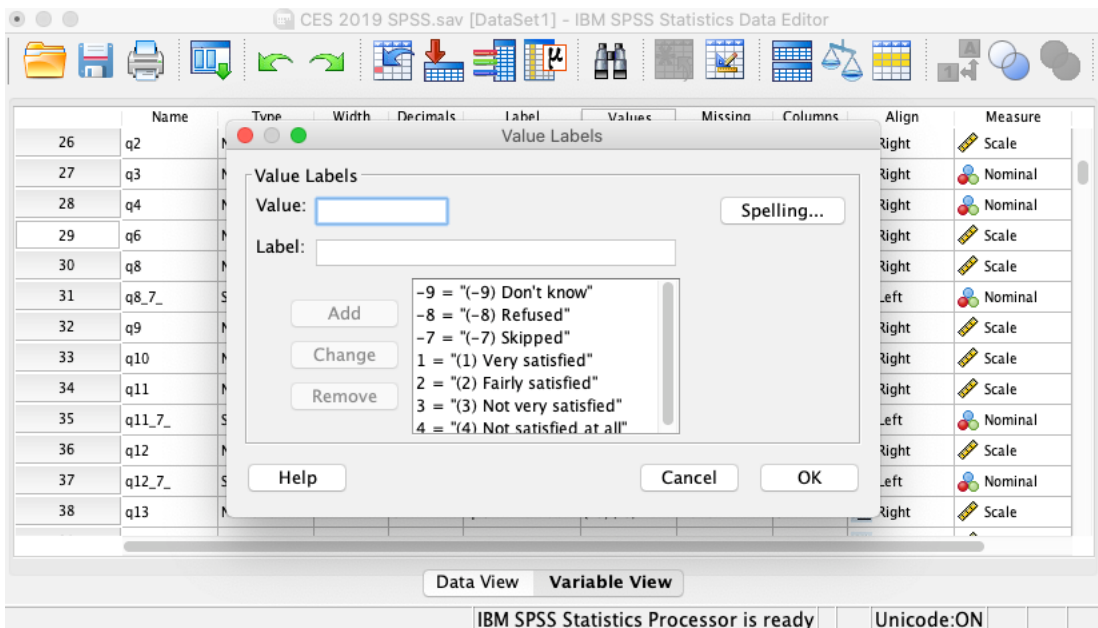 CES 2019 SPSS.sav [DataSet1] - IBM SPSS Statistics Data Editor
Name Type Width Decimals Label Values Missing Columns Align Measure
Value Labels
26 q2 Right Scale
27 q3 Right Nominal
28 q4 Right Nominal
29 q6 Right Scale
30 q8 Right Scale
31 q8_7_ Left Nominal
32 q9 Right Scale
33 q10 Right Scale
34 q11 Right Scale
35 q11_7_ Left Nominal
36 q12 Right Scale
37 q12_7_ Left Nominal
38 q13 Right Scale
Value Labels
Value:
Spelling...
Label:
Add
Change
Remove
-9 = "(-9) Don't know"
-8 = "(-8) Refused"
-7 = "(-7) Skipped"
1 = "(1) Very satisfied"
2 = "(2) Fairly satisfied"
3 = "(3) Not very satisfied"
4 = "(4) Not satisfied at all"
Help Cancel OK
Data View Variable View
IBM SPSS Statistics Processor is ready Unicode:ON